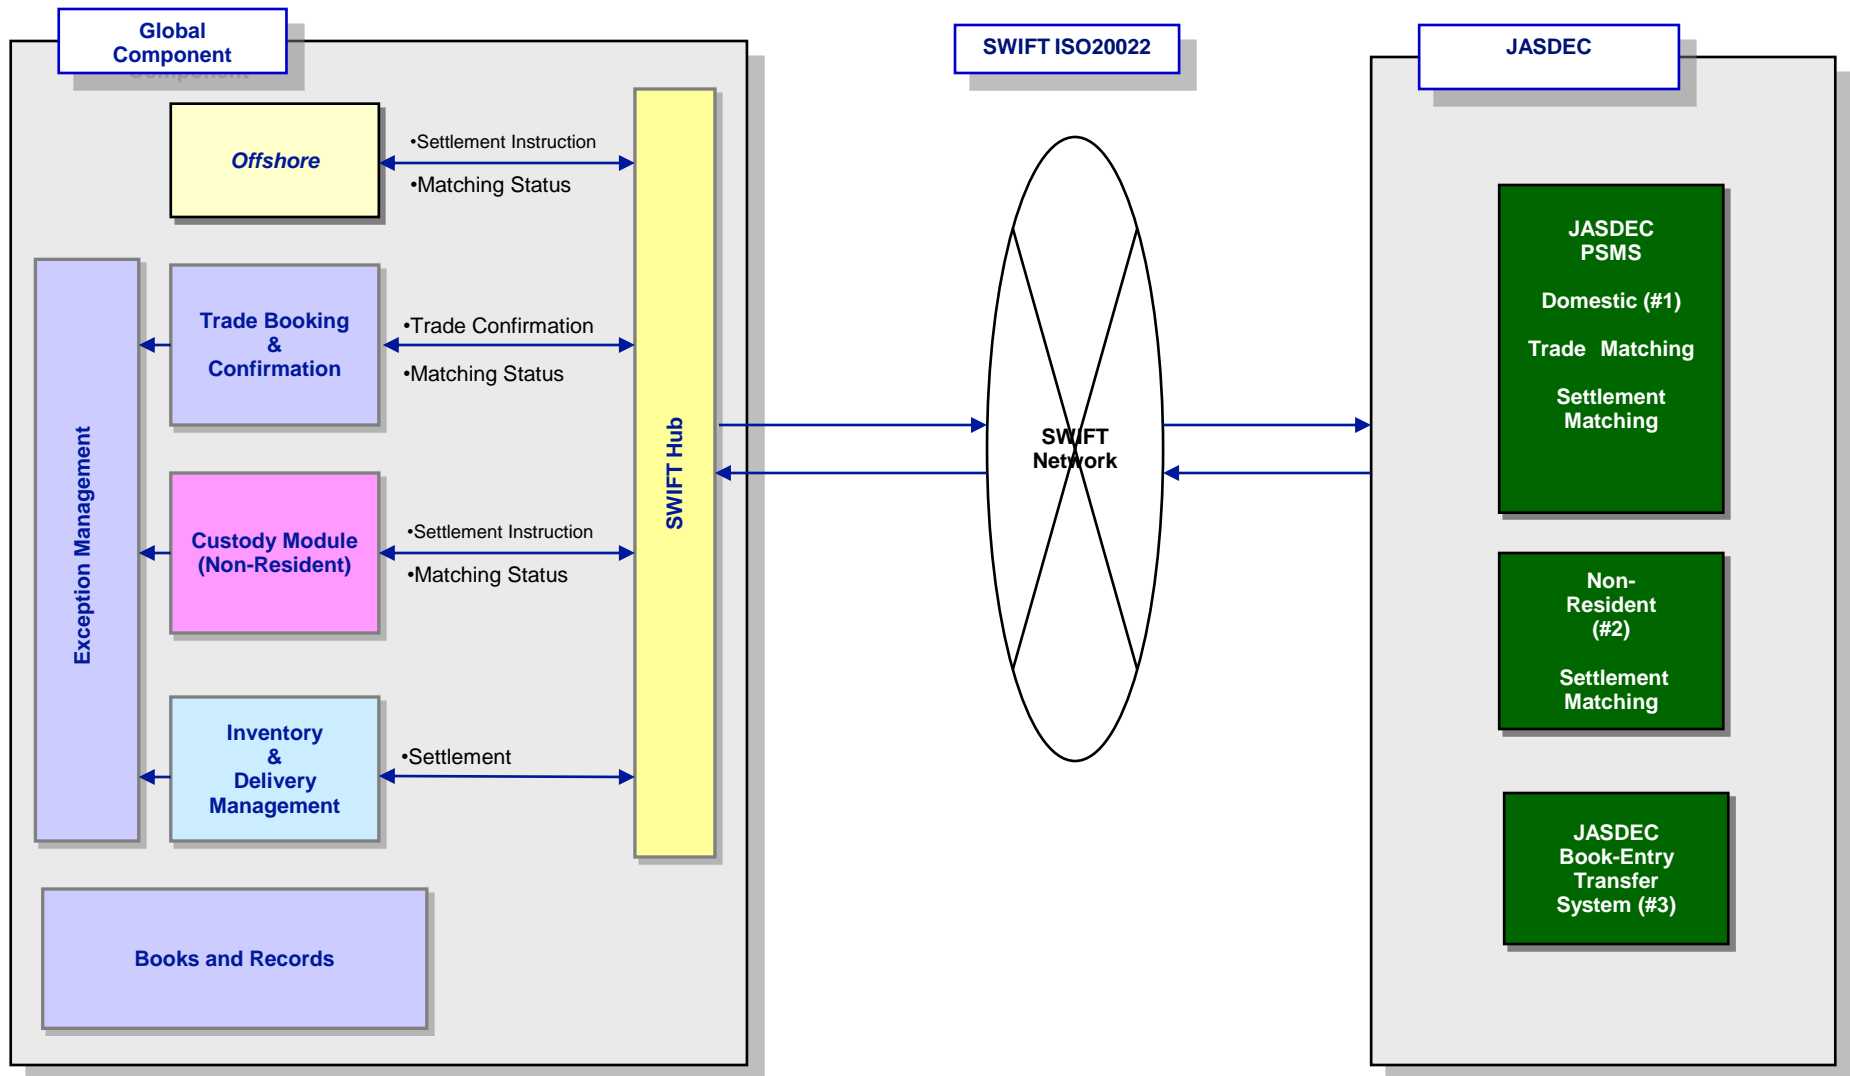 Global
Component
SWIFT ISO20022
JASDEC
Offshore
•Settlement Instruction
•Matching Status
Trade Booking
&
Confirmation
•Trade Confirmation
•Matching Status
Exception Management
Custody Module
(Non-Resident)
•Settlement Instruction
•Matching Status
Inventory
&
Delivery
Management
•Settlement
Books and Records
SWIFT Hub
SWIFT
Network
JASDEC
PSMS
Domestic (#1)
Trade Matching
Settlement
Matching
Non-
Resident
(#2)
Settlement
Matching
JASDEC
Book-Entry
Transfer
System (#3)